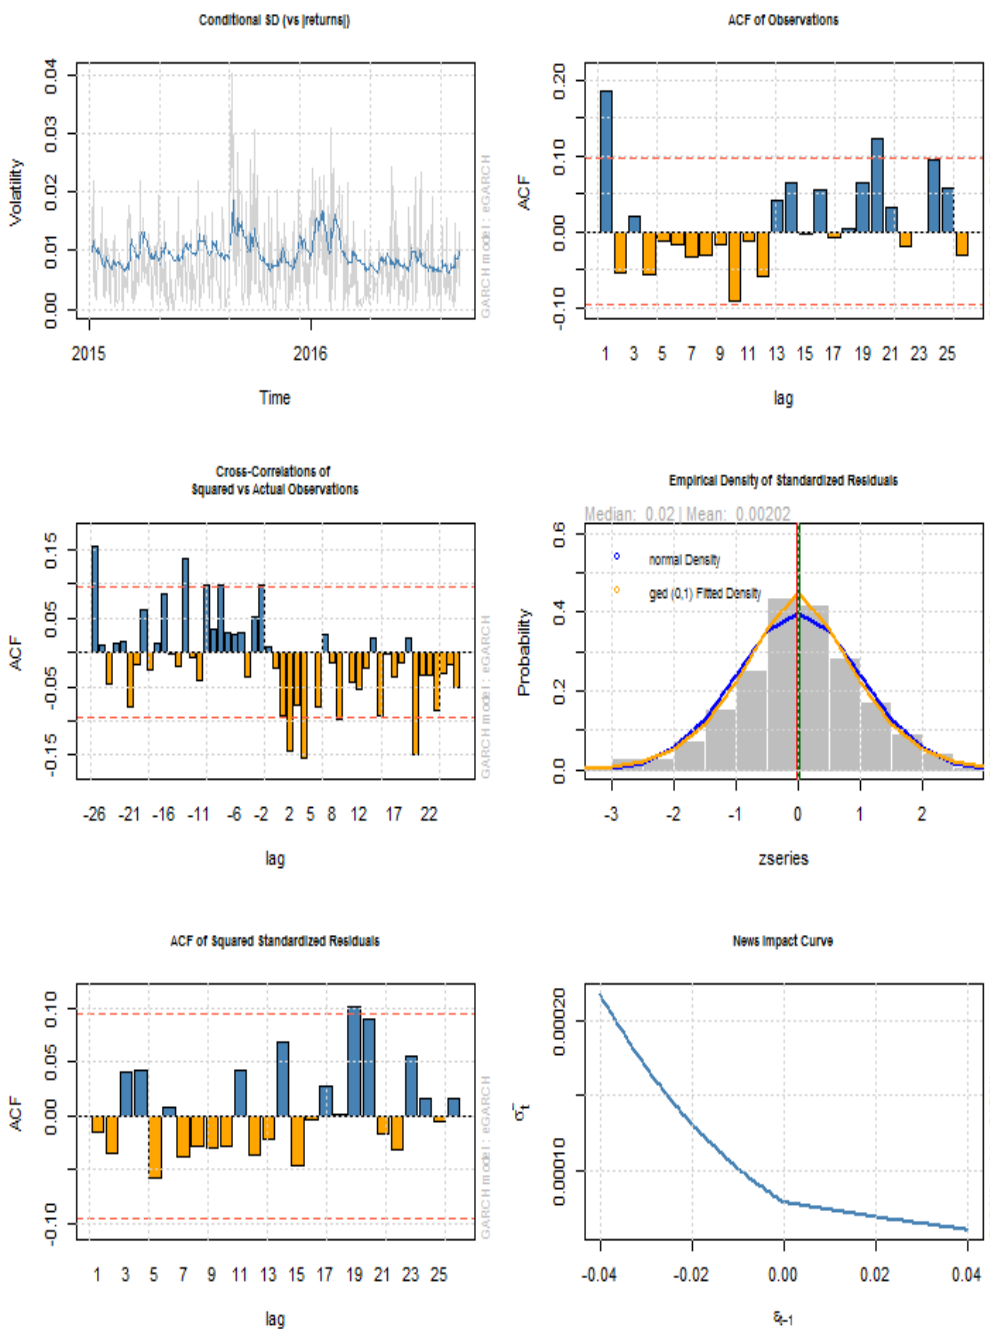 Conditional SD (vs |returns|)
Volatility
0.00 0.01 0.02 0.03 0.04
2015 2016
Time
GARCH model : eGARCH
ACF of Observations
ACF
-0.10 0.00 0.10 0.20
1 3 5 7 9 11 13 15 17 19 21 23 25
lag
Cross-Correlations of
Squared vs Actual Observations
ACF
-0.15 -0.05 0.05 0.15
-26 -21 -16 -11 -6 -2 2 5 8 12 17 22
lag
GARCH model : eGARCH
Empirical Density of Standardized Residuals
Median: 0.02 | Mean: 0.00202
normal Density
ged (0,1) Fitted Density
Probability
0.0 0.2 0.4 0.6
-3 -2 -1 0 1 2
zseries
ACF of Squared Standardized Residuals
ACF
-0.10 0.00 0.05 0.10
1 3 5 7 9 11 13 15 17 19 21 23 25
lag
GARCH model : eGARCH
News Impact Curve
0.00010 0.00020
-0.04 -0.02 0.00 0.02 0.04
εt−1